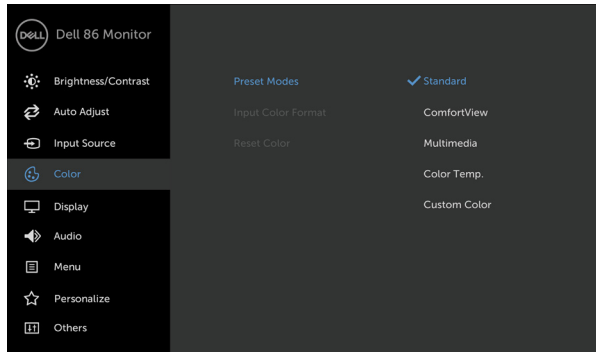 DELL Dell 86 Monitor
Brightness/Contrast
Auto Adjust
Input Source
Color
Display
Audio
Menu
Personalize
Others
Preset Modes
Input Color Format
Reset Color
Standard
ComfortView
Multimedia
Color Temp.
Custom Color